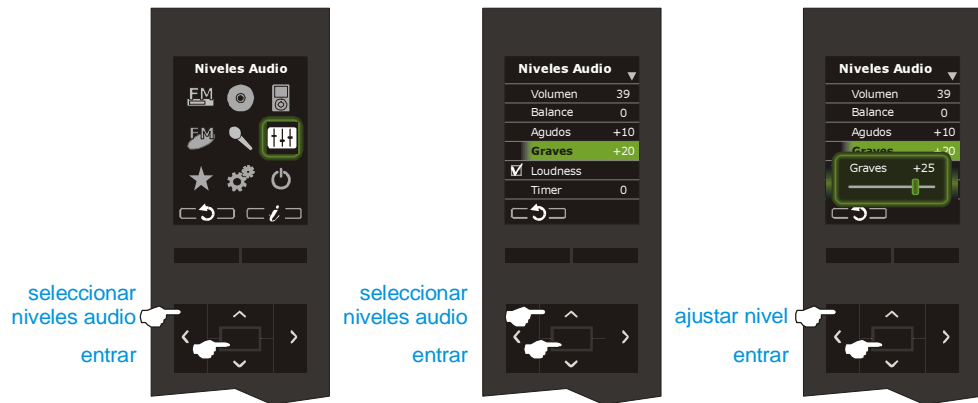 Niveles Audio
FM
FM
i
seleccionar
niveles audio
entrar
Niveles Audio
Volumen 39
Balance 0
Agudos +10
Graves +20
Loudness
Timer 0
seleccionar
niveles audio
entrar
Niveles Audio
Volumen 39
Balance 0
Agudos +10
Graves +20
Graves +25
ajustar nivel
entrar